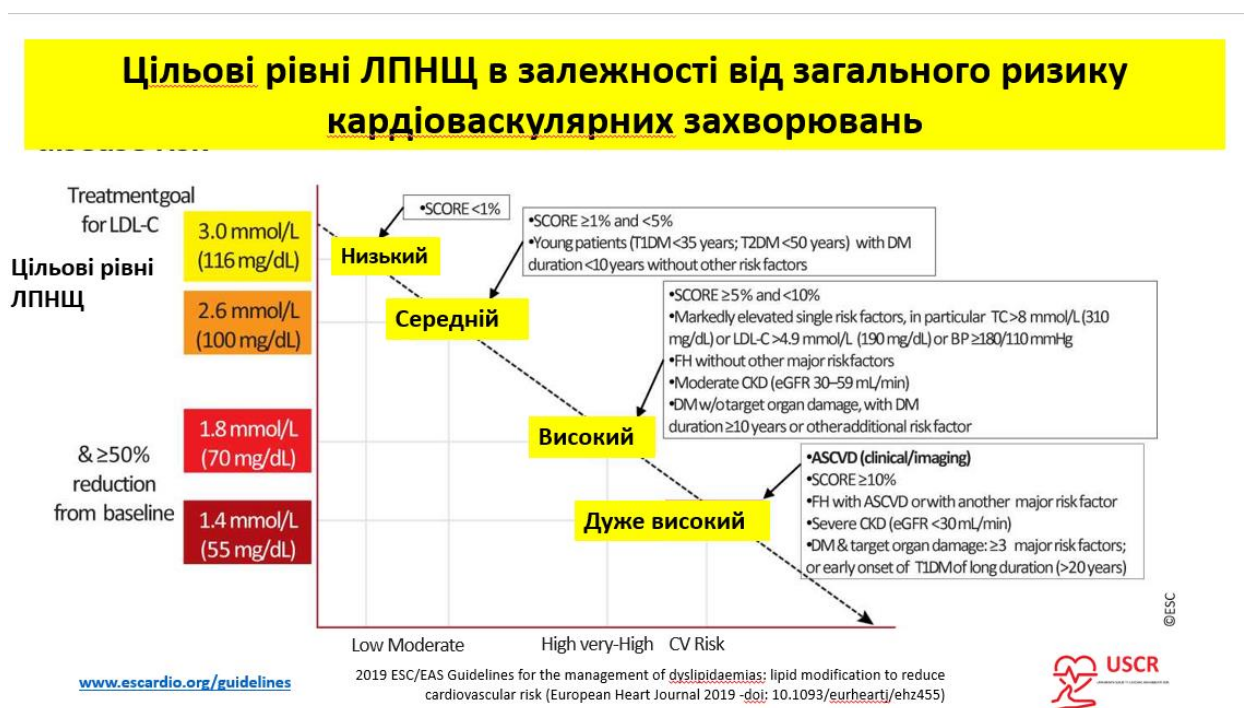 Цільові рівні ЛПНЩ в залежності від загального ризику
кардіоваскулярних захворювань
Treatment goal
for LDL-C
Цільові рівні
ЛПНЩ
3.0 mmol/L
(116 mg/dL)
2.6 mmol/L
(100 mg/dL)
1.8 mmol/L
(70 mg/dL)
1.4 mmol/L
(55 mg/dL)
& ≥50%
reduction
from baseline
Низький
Середній
Високий
Дуже високий
•SCORE <1%
•SCORE ≥1% and <5%
•Young patients (T1DM <35 years; T2DM <50 years) with DM
duration <10 years without other risk factors
•SCORE ≥5% and <10%
•Markedly elevated single risk factors, in particular TC >8 mmol/L (310
mg/dL) or LDL-C >4.9 mmol/L (190 mg/dL) or BP ≥180/110 mmHg
•FH without other major risk factors
•Moderate CKD (eGFR 30–59 mL/min)
•DM w/o target organ damage, with DM
duration ≥10 years or other additional risk factor
•ASCVD (clinical/imaging)
•SCORE ≥10%
•FH with ASCVD or with another major risk factor
•Severe CKD (eGFR <30 mL/min)
•DM & target organ damage: ≥3 major risk factors;
or early onset of T1DM of long duration (>20 years)
Low Moderate High very-High CV Risk
©ESC
www.escardio.org/guidelines
2019 ESC/EAS Guidelines for the management of dyslipidaemias: lipid modification to reduce
cardiovascular risk (European Heart Journal 2019 -doi: 10.1093/eurheartj/ehz455)
USCR